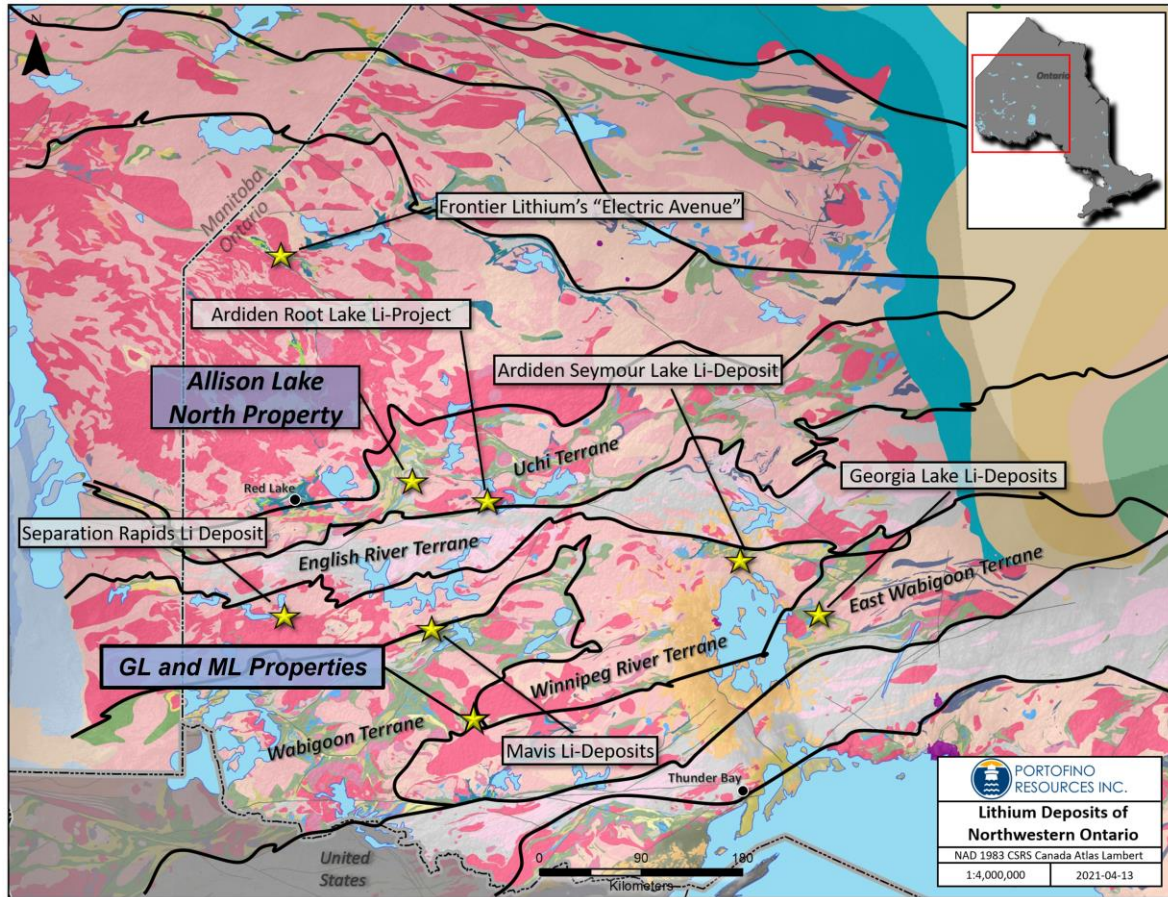 N
Ontario
Manitoba
Ontario
Frontier Lithium's “Electric Avenue”
Ardiden Root Lake Li-Project
Ardiden Seymour Lake Li-Deposit
Allison Lake
North Property
Uchi Terrane
Georgia Lake Li-Deposits
Red Lake
Separation Rapids Li Deposit
English River Terrane
East Wabigoon Terrane
GL and ML Properties
Winnipeg River Terrane
Wabigoon Terrane
Mavis Li-Deposits
Thunder Bay
United
States
0 90 180
Kilometers
PORTOFINO
RESOURCES INC.
Lithium Deposits of
Northwestern Ontario
NAD 1983 CSRS Canada Atlas Lambert
1:4,000,000 2021-04-13